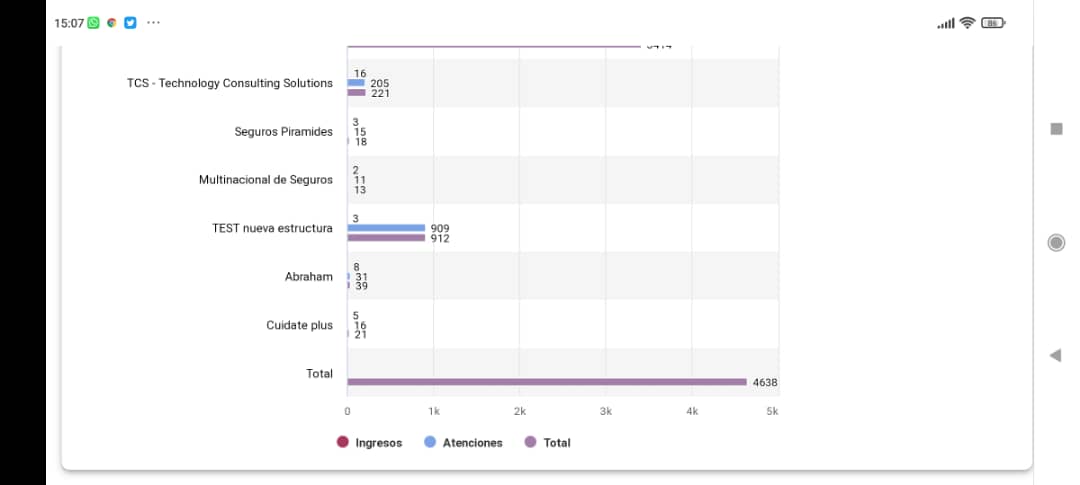 15:07
86
TCS - Technology Consulting Solutions
16
205
221
Seguros Piramides
3
15
18
Multinacional de Seguros
2
11
13
TEST nueva estructura
3
909
912
Abraham
8
31
39
Cuidate plus
5
16
21
Total
4638
0 1k 2k 3k 4k 5k
Ingresos Atenciones Total